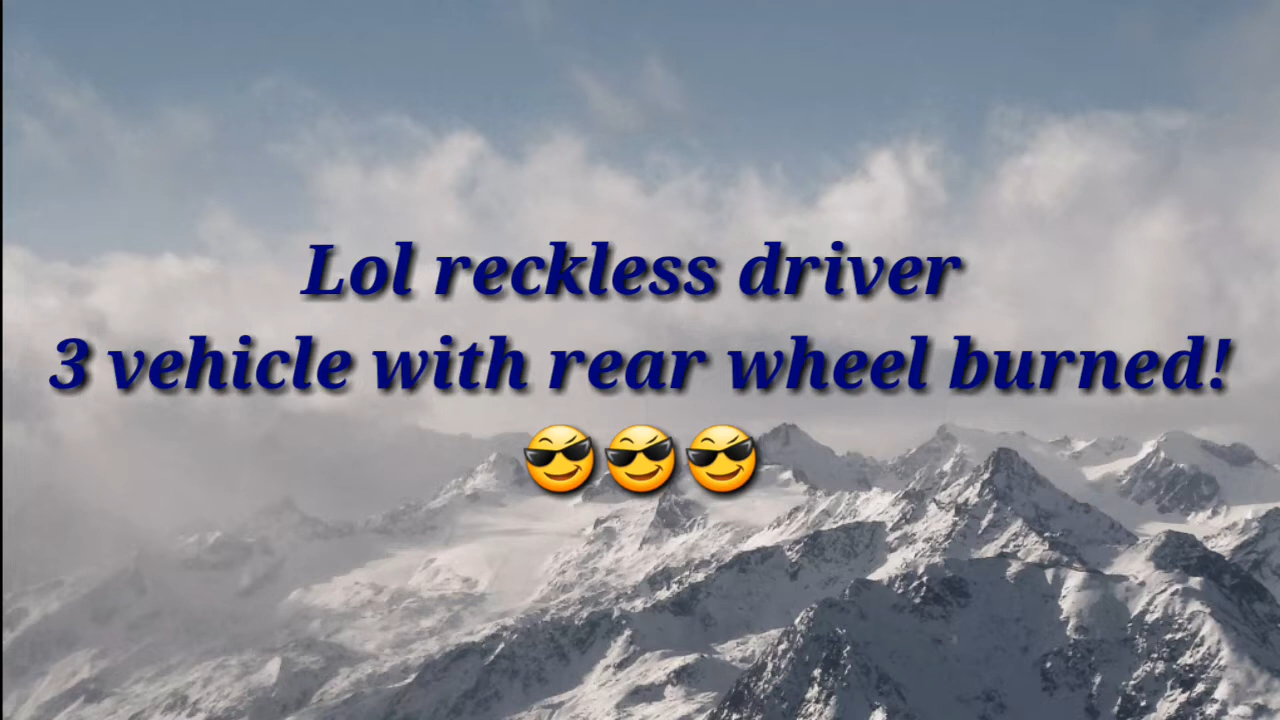 Lol reckless driver
3 vehicle with rear wheel burned!
😎😎😎